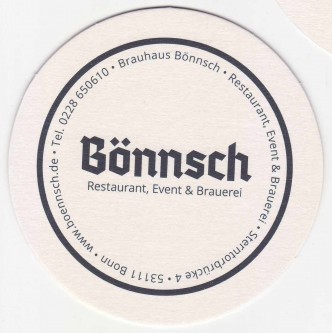 Brauhaus Bönnsch • Restaurant, Event & Brauerei • Sterntorbrücke 4 • 53111 Bonn • www.boennsch.de • Tel. 0228 650610 •
Bönnsch
Restaurant, Event & Brauerei